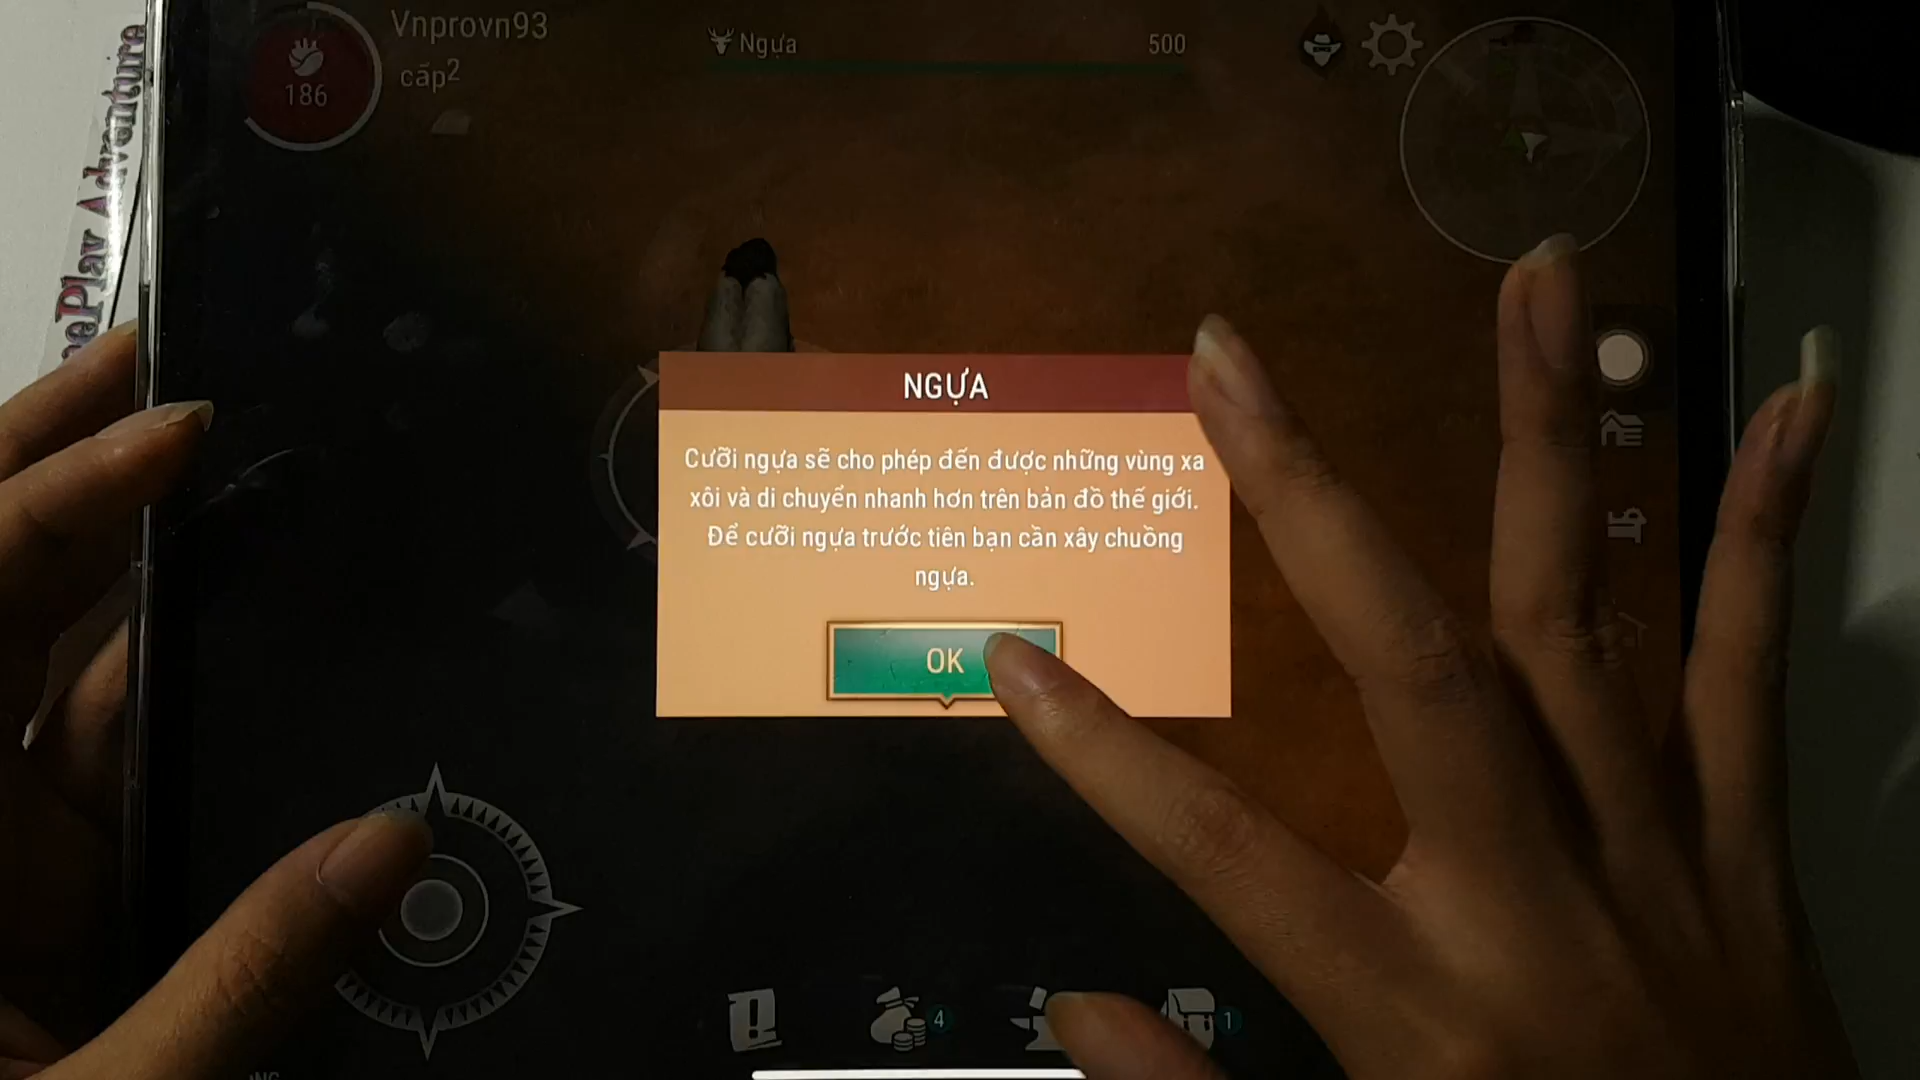 Vnprovn93
cấp2
186
Ngựa 500
Play Adventure
NGỰA
Cưỡi ngựa sẽ cho phép đến được những vùng xa
xôi và di chuyển nhanh hơn trên bản đồ thế giới.
Để cưỡi ngựa trước tiên bạn cần xây chuồng
ngựa.
OK
4
1